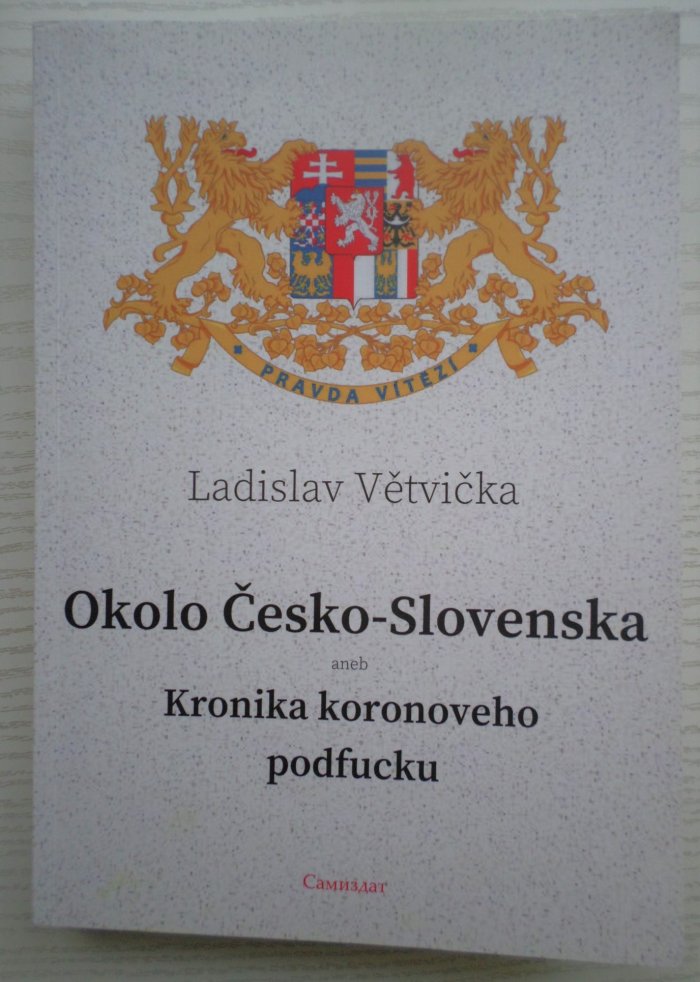 PRAVDA VÍTĚZÍ
Ladislav Větvička
Okolo Česko-Slovenska
aneb
Kronika koronoveho
podfucku
Самиздат